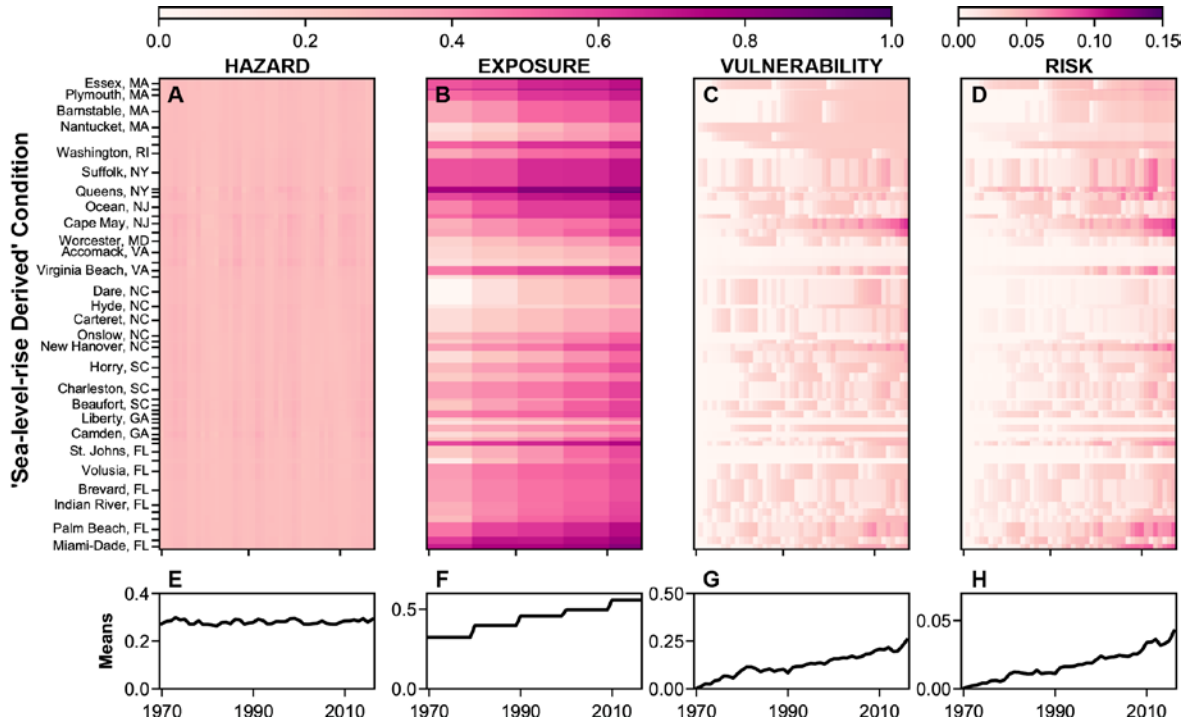 0.0 0.2 0.4 0.6 0.8 1.0 0.00 0.05 0.10 0.15
HAZARD EXPOSURE VULNERABILITY RISK
A B C D
'Sea-level-rise Derived' Condition
Essex, MA
Plymouth, MA
Barnstable, MA
Nantucket, MA
Washington, RI
Suffolk, NY
Queens, NY
Ocean, NJ
Cape May, NJ
Worcester, MD
Accomack, VA
Virginia Beach, VA
Dare, NC
Hyde, NC
Carteret, NC
Onslow, NC
New Hanover, NC
Horry, SC
Charleston, SC
Beaufort, SC
Liberty, GA
Camden, GA
St. Johns, FL
Volusia, FL
Brevard, FL
Indian River, FL
Palm Beach, FL
Miami-Dade, FL
E F G H
Means
0.4
0.2
0.0
0.5
0.0
0.50
0.25
0.00
0.05
0.00
1970 1990 2010 1970 1990 2010 1970 1990 2010 1970 1990 2010